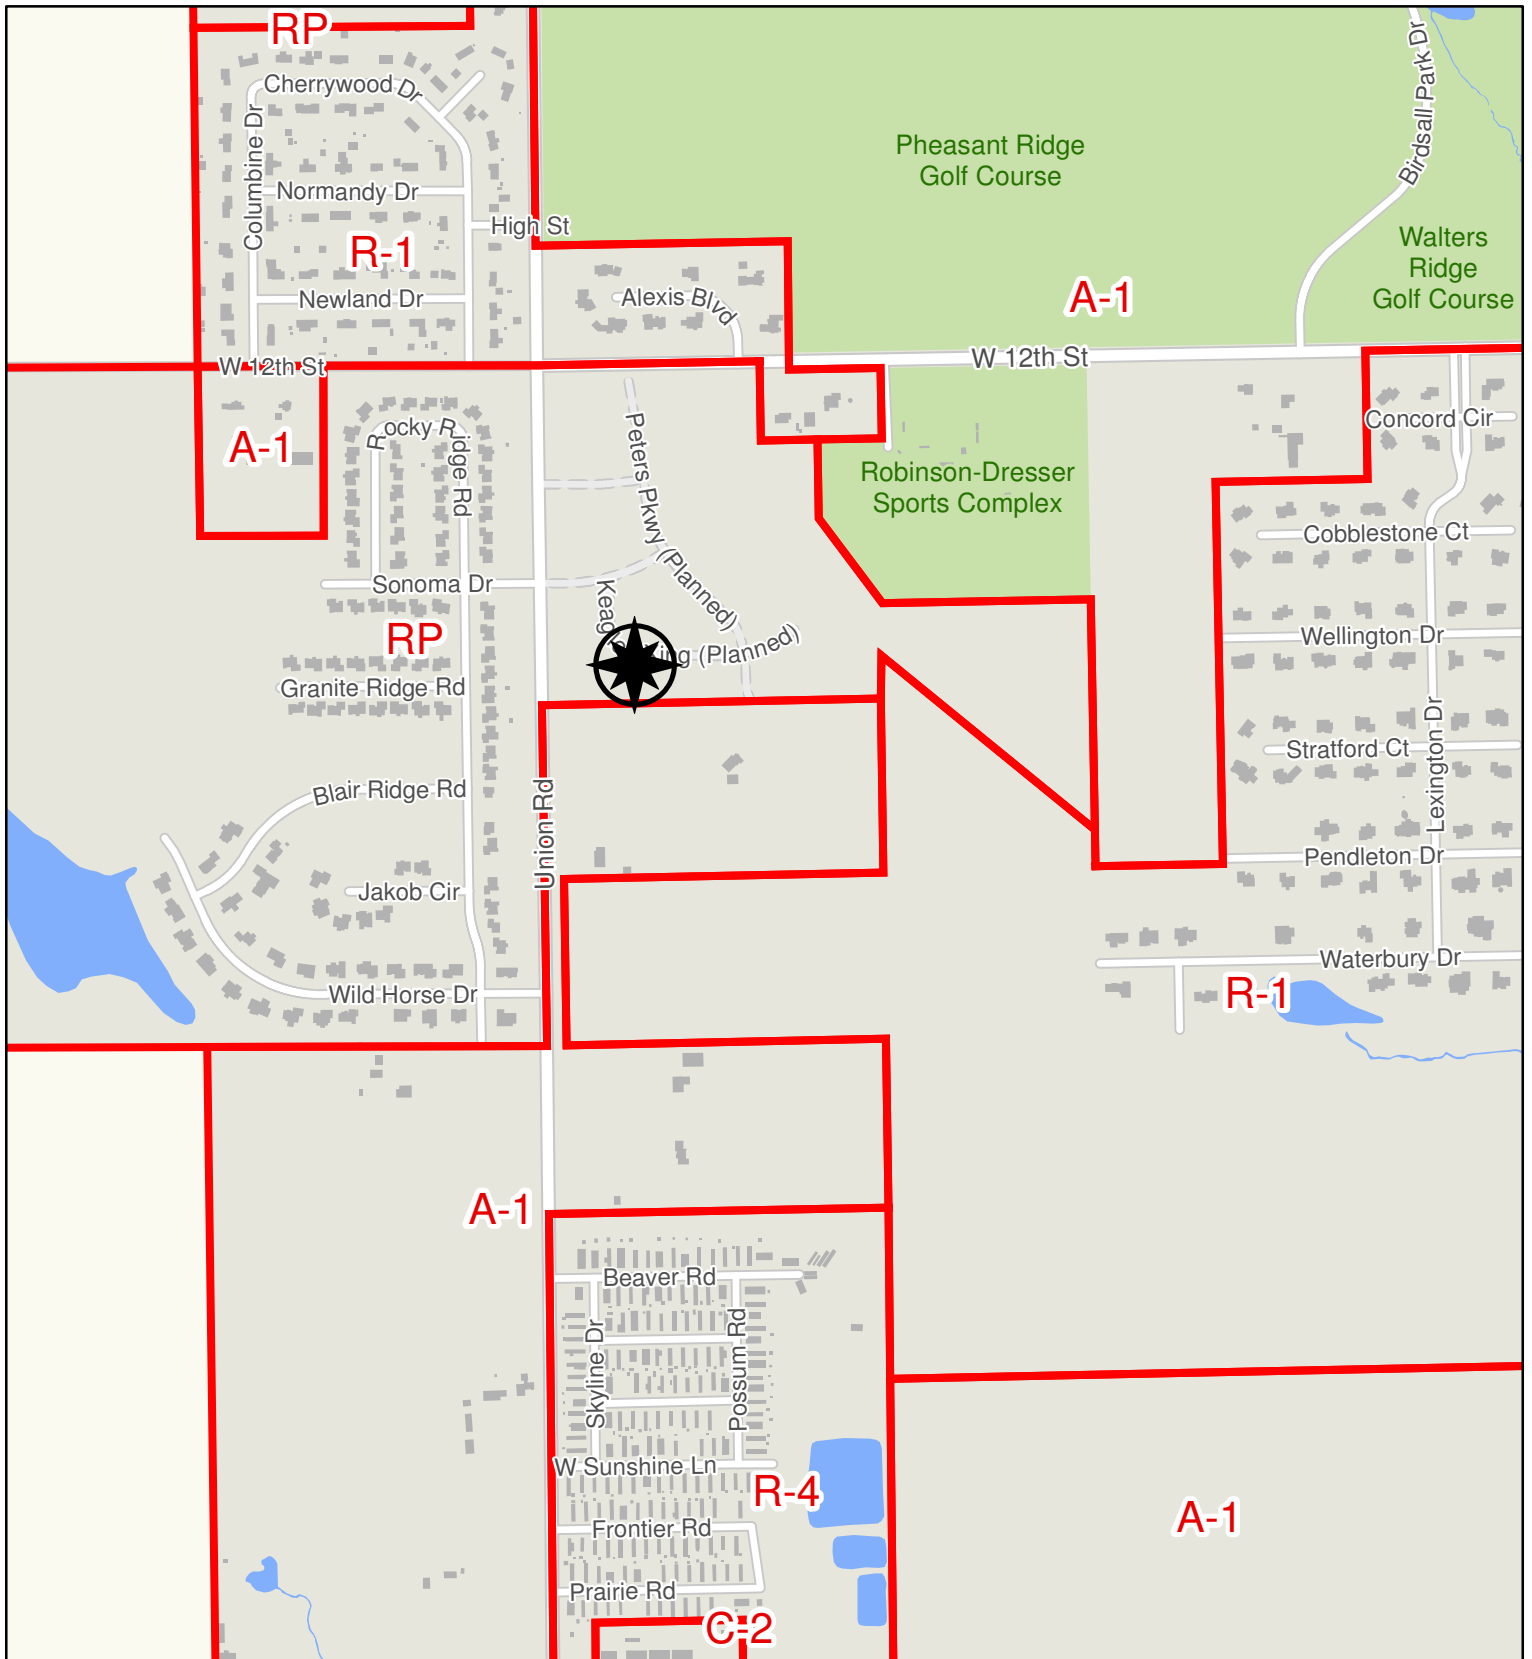 RP
Cherrywood Dr
Columbine Dr
Normandy Dr
High St
R-1
Newland Dr
Alexis Blvd
Pheasant Ridge
Golf Course
Birdsall Park Dr
Walters
Ridge
Golf Course
A-1
W 12th St
W 12th St
A-1
Rocky Ridge Rd
Peters Pkwy (Planned)
Robinson-Dresser
Sports Complex
Concord Cir
Cobblestone Ct
Sonoma Dr
RP
(Planned)
Wellington Dr
Granite Ridge Rd
Lexington Dr
Stratford Ct
Blair Ridge Rd
Union Rd
Pendleton Dr
Jakob Cir
Waterbury Dr
Wild Horse Dr
R-1
A-1
Beaver Rd
Skyline Dr
Possum Rd
W Sunshine Ln
R-4
Frontier Rd
A-1
Prairie Rd
C-2